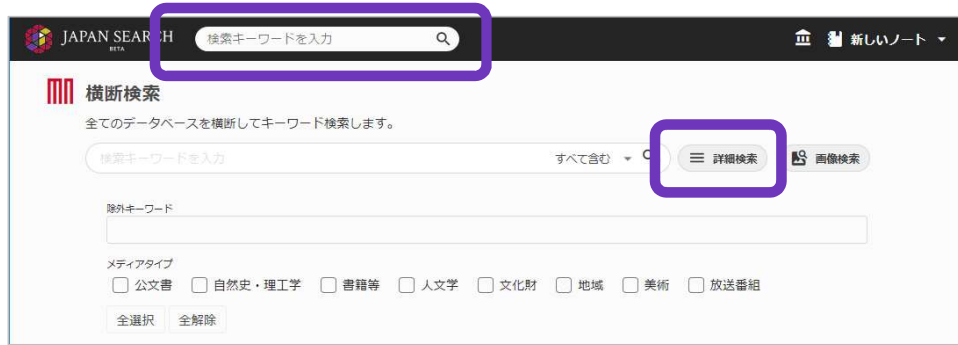 JAPAN SEARCH
BETA
検索キーワードを入力
新しいノート
横断検索
全てのデータベースを横断してキーワード検索します。
検索キーワードを入力 すべて含む 詳細検索 画像検索
除外キーワード
メディアタイプ
公文書 自然史・理工学 書籍等 人文学 文化財 地域 美術 放送番組
全選択 全解除